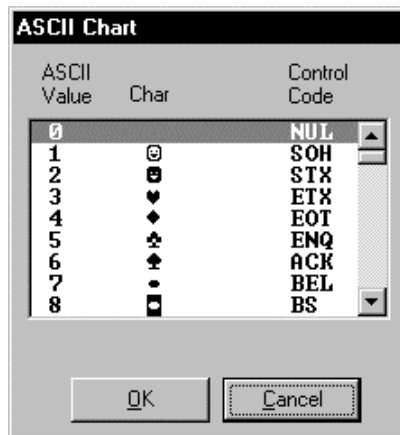 ASCII Chart
ASCII Value Char Control Code
0 NUL
1 ☺ SOH
2 ☻ STX
3 ♥ ETX
4 ♦ EOT
5 ♣ ENQ
6 ♠ ACK
7 • BEL
8 ◘ BS
OK Cancel